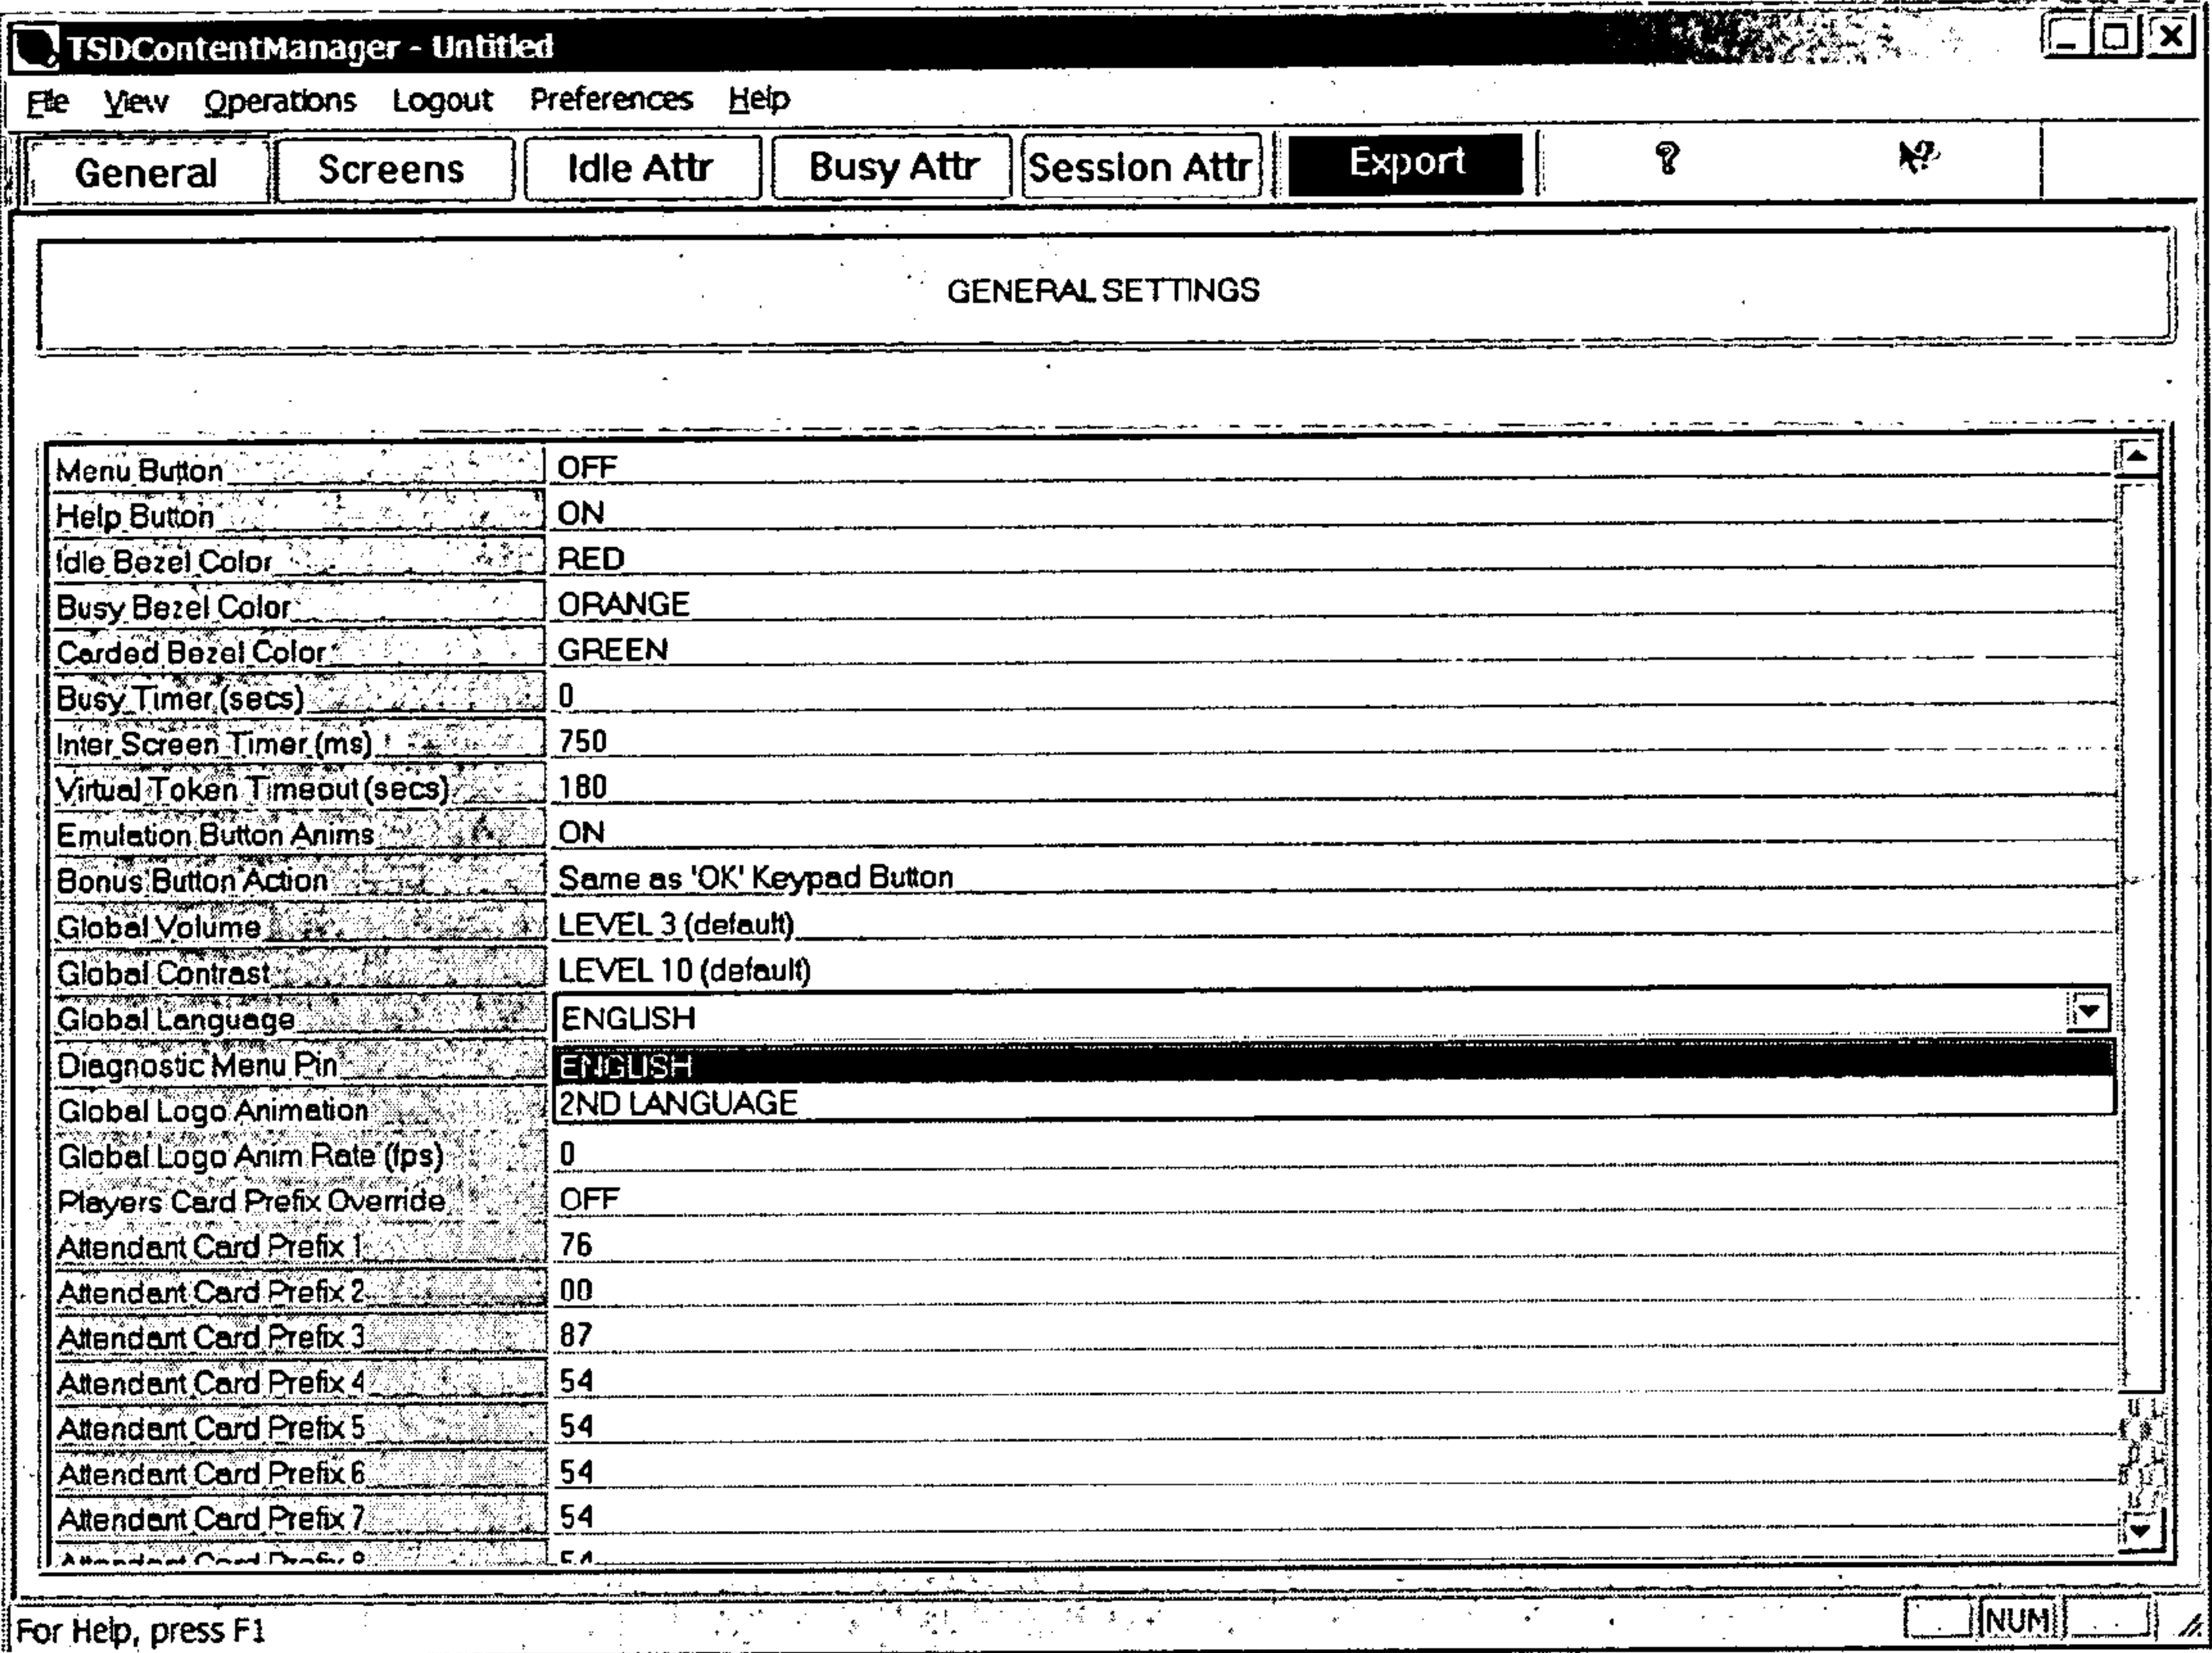 TSDContentManager - Untitled
File View Operations Logout Preferences Help
General Screens Idle Attr Busy Attr Session Attr Export ? ?
GENERAL SETTINGS
Menu Button OFF
Help Button ON
Idle Bezel Color RED
Busy Bezel Color ORANGE
Carded Bezel Color GREEN
Busy Timer (secs) 0
Inter Screen Timer (ms) 750
Virtual Token Timeout (secs) 180
Emulation Button Anims ON
Bonus Button Action Same as 'OK' Keypad Button
Global Volume LEVEL 3 (default)
Global Contrast LEVEL 10 (default)
Global Language ENGLISH
Diagnostic Menu Pin ENGLISH
Global Logo Animation 2ND LANGUAGE
Global Logo Anim Rate (fps) 0
Players Card Prefix Override OFF
Attendant Card Prefix 1 76
Attendant Card Prefix 2 00
Attendant Card Prefix 3 87
Attendant Card Prefix 4 54
Attendant Card Prefix 5 54
Attendant Card Prefix 6 54
Attendant Card Prefix 7 54
Attendant Card Prefix 8 54
For Help, press F1 NUM